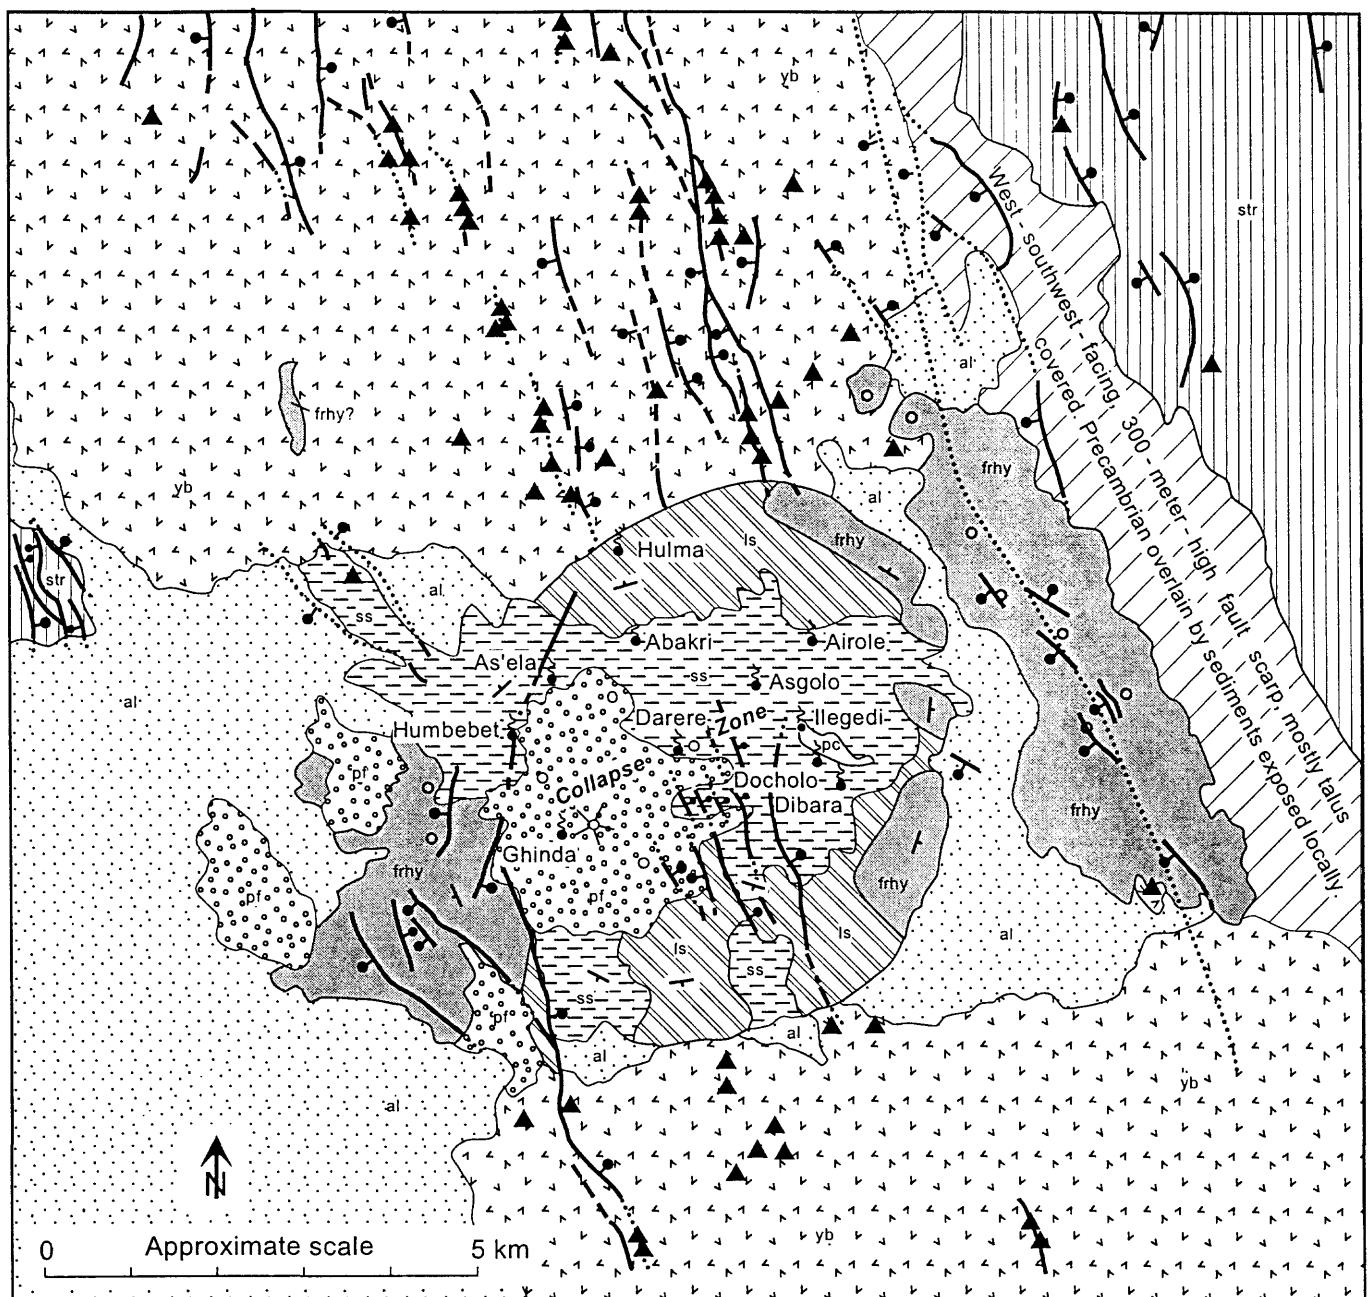 yb
str
West - southwest - facing, 300 - meter - high fault scarp, mostly talus
covered. Precambrian overlain by sediments exposed locally
al
frhy?
frhy
yb
al
ls
frhy
Hulma
str
al
ss
Abakri
Airole
As'ela
ss
Asgolo
al
Darere
Zone
Ilegedi
Humbebet
pc
pf
Collapse
Docholo
Dibara
frhy
Ghinda
frhy
frhy
pf
pf
al
ls
ls
ss
ss
pf
al
al
yb
al
N
yb
0 Approximate scale 5 km